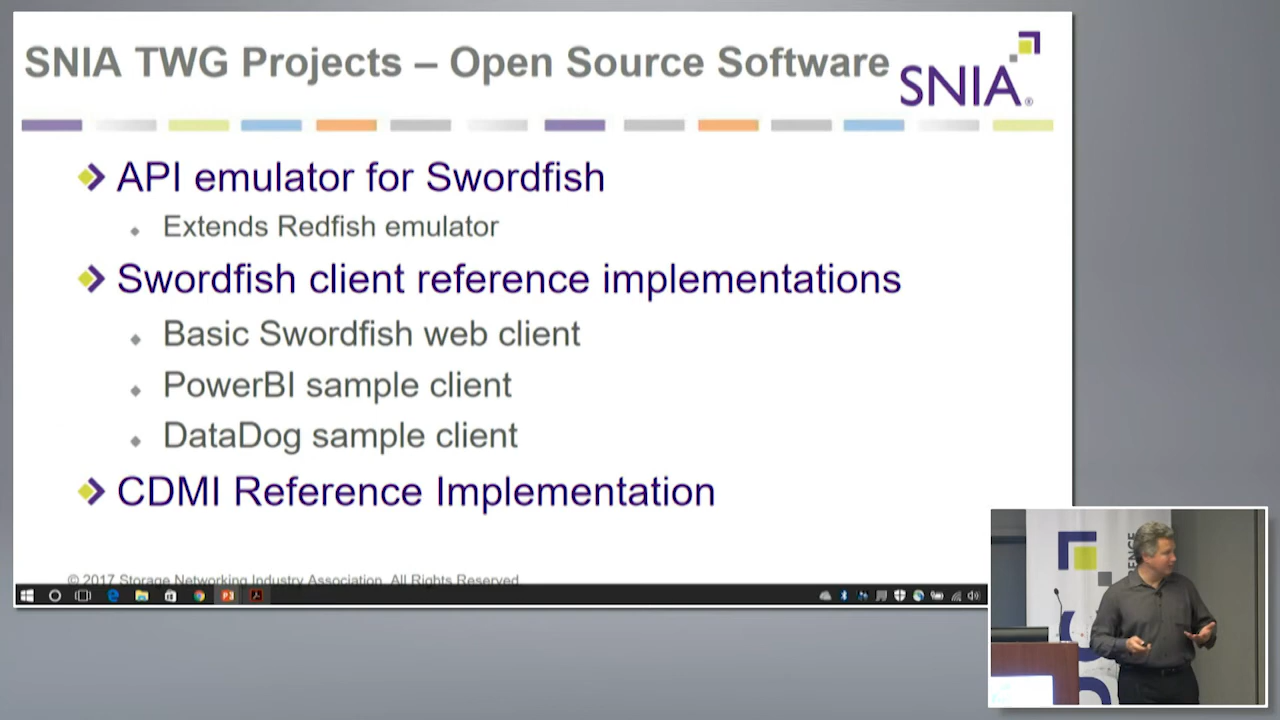 SNIA TWG Projects – Open Source Software
SNIA®
API emulator for Swordfish
Extends Redfish emulator
Swordfish client reference implementations
Basic Swordfish web client
PowerBI sample client
DataDog sample client
CDMI Reference Implementation
© 2017 Storage Networking Industry Association. All Rights Reserved.
ENCE